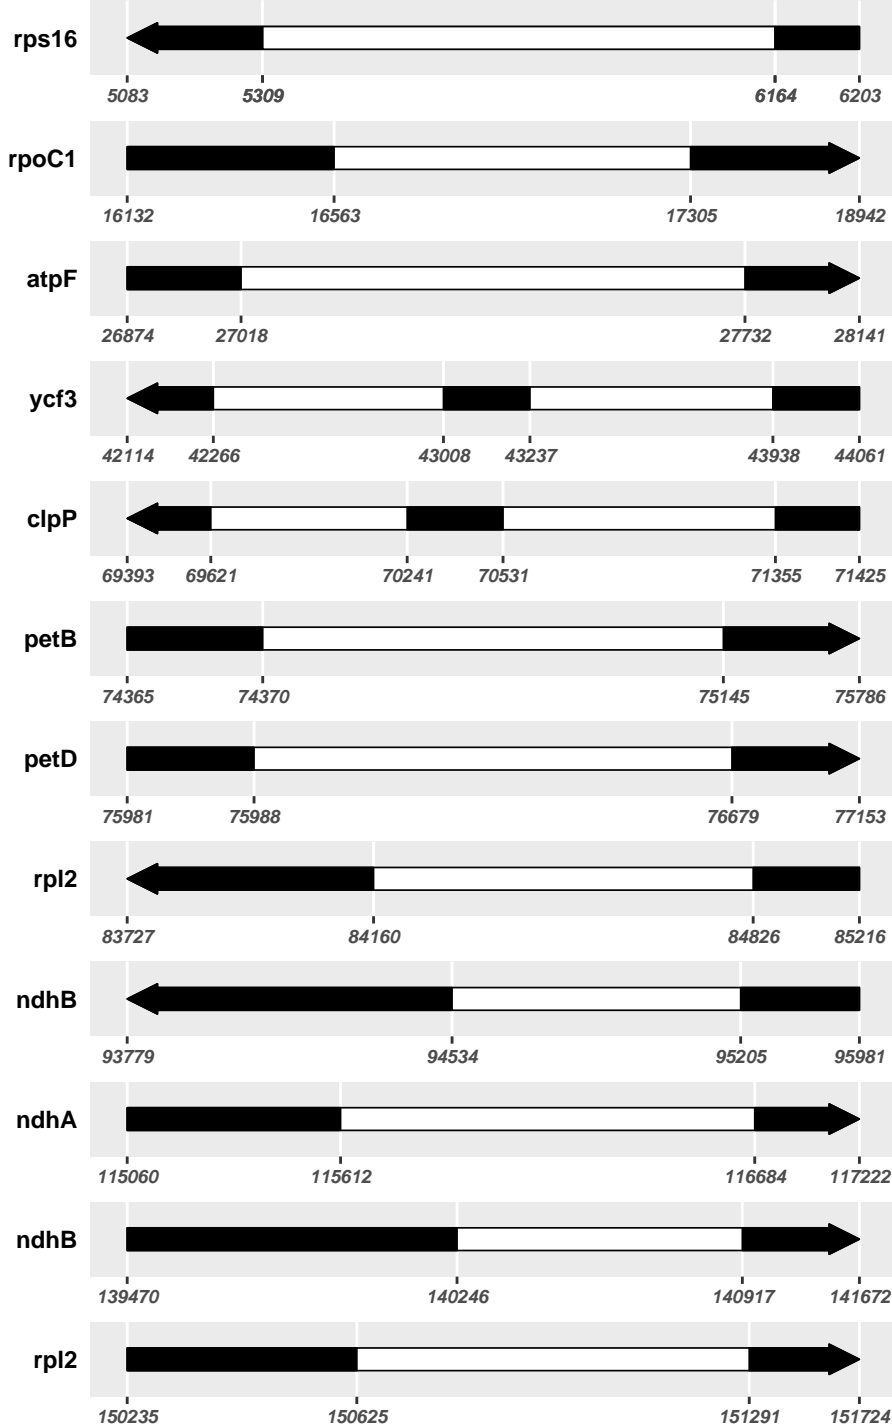 rps16
5083 5309 6164 6203
rpoC1
16132 16563 17305 18942
atpF
26874 27018 27732 28141
ycf3
42114 42266 43008 43237 43938 44061
clpP
69393 69621 70241 70531 71355 71425
petB
74365 74370 75145 75786
petD
75981 75988 76679 77153
rpl2
83727 84160 84826 85216
ndhB
93779 94534 95205 95981
ndhA
115060 115612 116684 117222
ndhB
139470 140246 140917 141672
rpl2
150235 150625 151291 151724